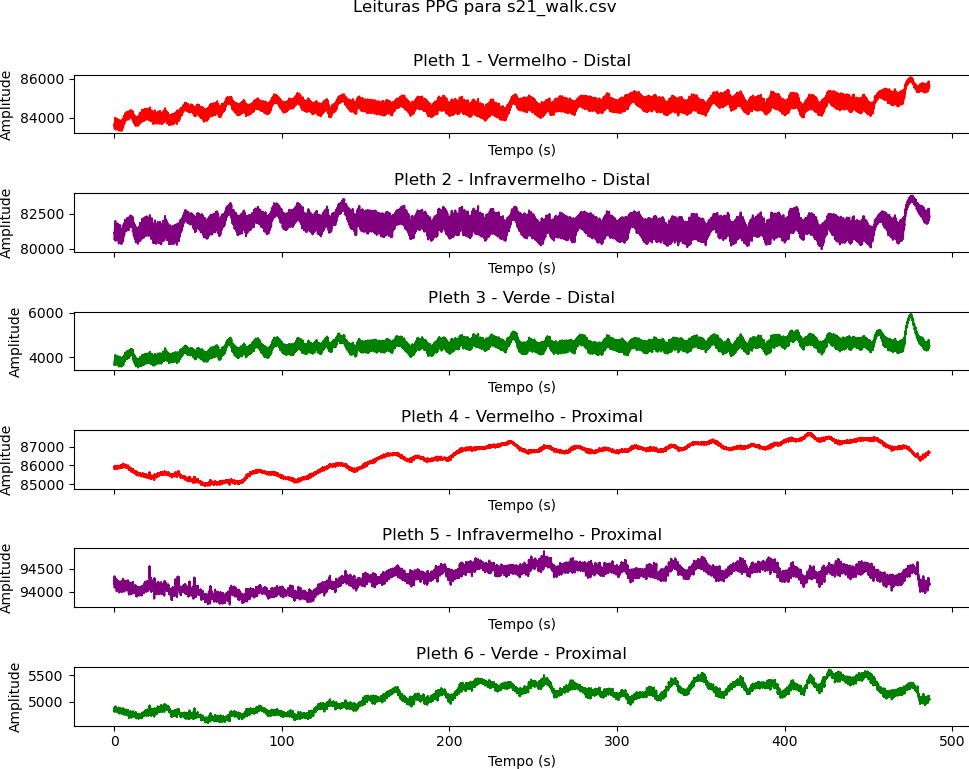 Leituras PPG para s21_walk.csv
Pleth 1 - Vermelho - Distal
86000
84000
Amplitude
Tempo (s)
Pleth 2 - Infravermelho - Distal
82500
80000
Amplitude
Tempo (s)
Pleth 3 - Verde - Distal
6000
4000
Amplitude
Tempo (s)
Pleth 4 - Vermelho - Proximal
87000
86000
85000
Amplitude
Tempo (s)
Pleth 5 - Infravermelho - Proximal
94500
94000
Amplitude
Tempo (s)
Pleth 6 - Verde - Proximal
5500
5000
Amplitude
0 100 200 300 400 500
Tempo (s)